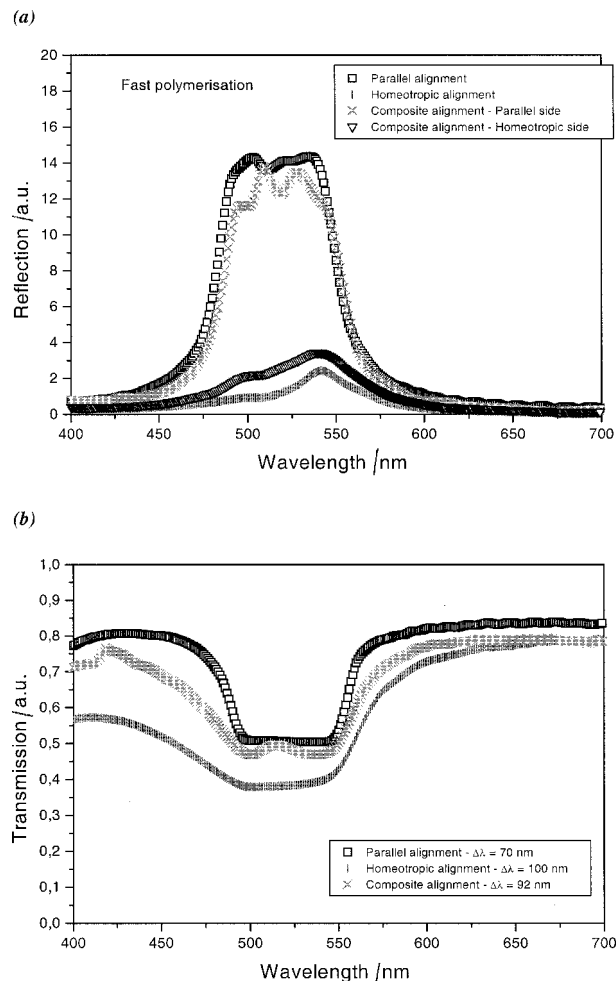 (a)
20
18
16
14
12
10
8
6
4
2
0
Reflection /a.u.
Fast polymerisation
Parallel alignment
Homeotropic alignment
Composite alignment - Parallel side
Composite alignment - Homeotropic side
400 450 500 550 600 650 700
Wavelength /nm
(b)
1,0
0,9
0,8
0,7
0,6
0,5
0,4
0,3
0,2
0,1
0,0
Transmission /a.u.
Parallel alignment - Δλ = 70 nm
Homeotropic alignment - Δλ = 100 nm
Composite alignment - Δλ = 92 nm
400 450 500 550 600 650 700
Wavelength /nm